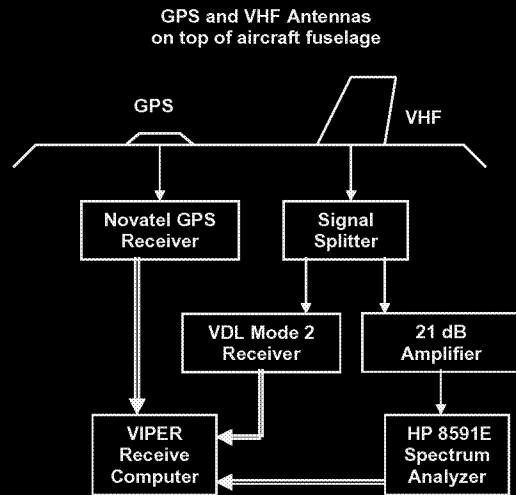 GPS and VHF Antennas
on top of aircraft fuselage
GPS
VHF
Novatel GPS
Receiver
Signal
Splitter
VDL Mode 2
Receiver
21 dB
Amplifier
VIPER
Receive
Computer
HP 8591E
Spectrum
Analyzer